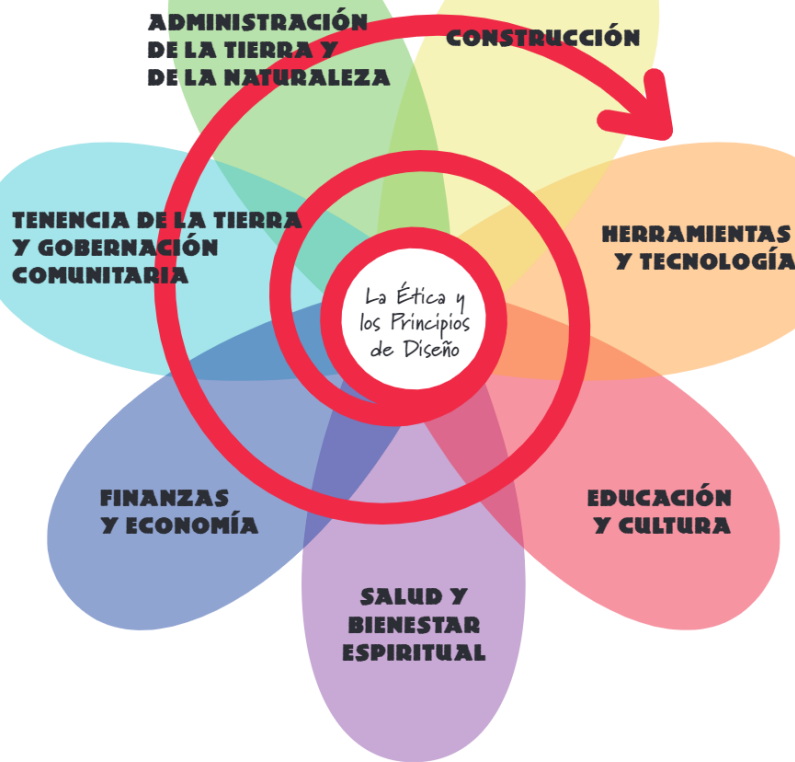 ADMINISTRACIÓN
DE LA TIERRA Y
DE LA NATURALEZA
CONSTRUCCIÓN
HERRAMIENTAS
Y TECNOLOGÍA
EDUCACIÓN
Y CULTURA
SALUD Y
BIENESTAR
ESPIRITUAL
FINANZAS
Y ECONOMÍA
TENENCIA DE LA TIERRA
Y GOBERNACIÓN
COMUNITARIA
La Ética y
los Principios
de Diseño